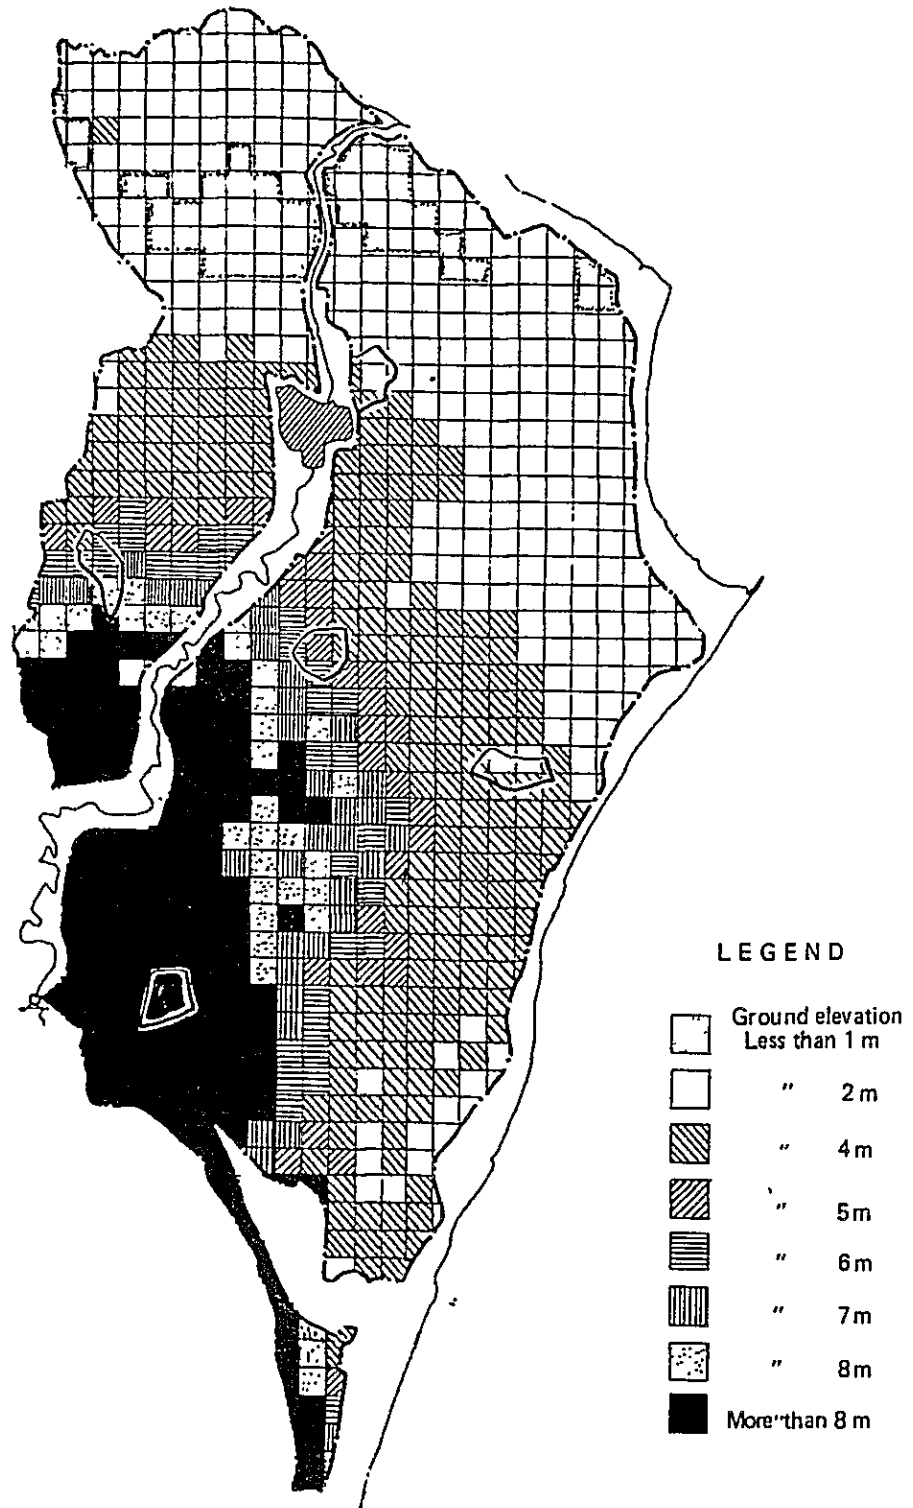 LEGEND
Ground elevation
Less than 1 m
" 2 m
" 4 m
" 5 m
" 6 m
" 7 m
" 8 m
More than 8 m